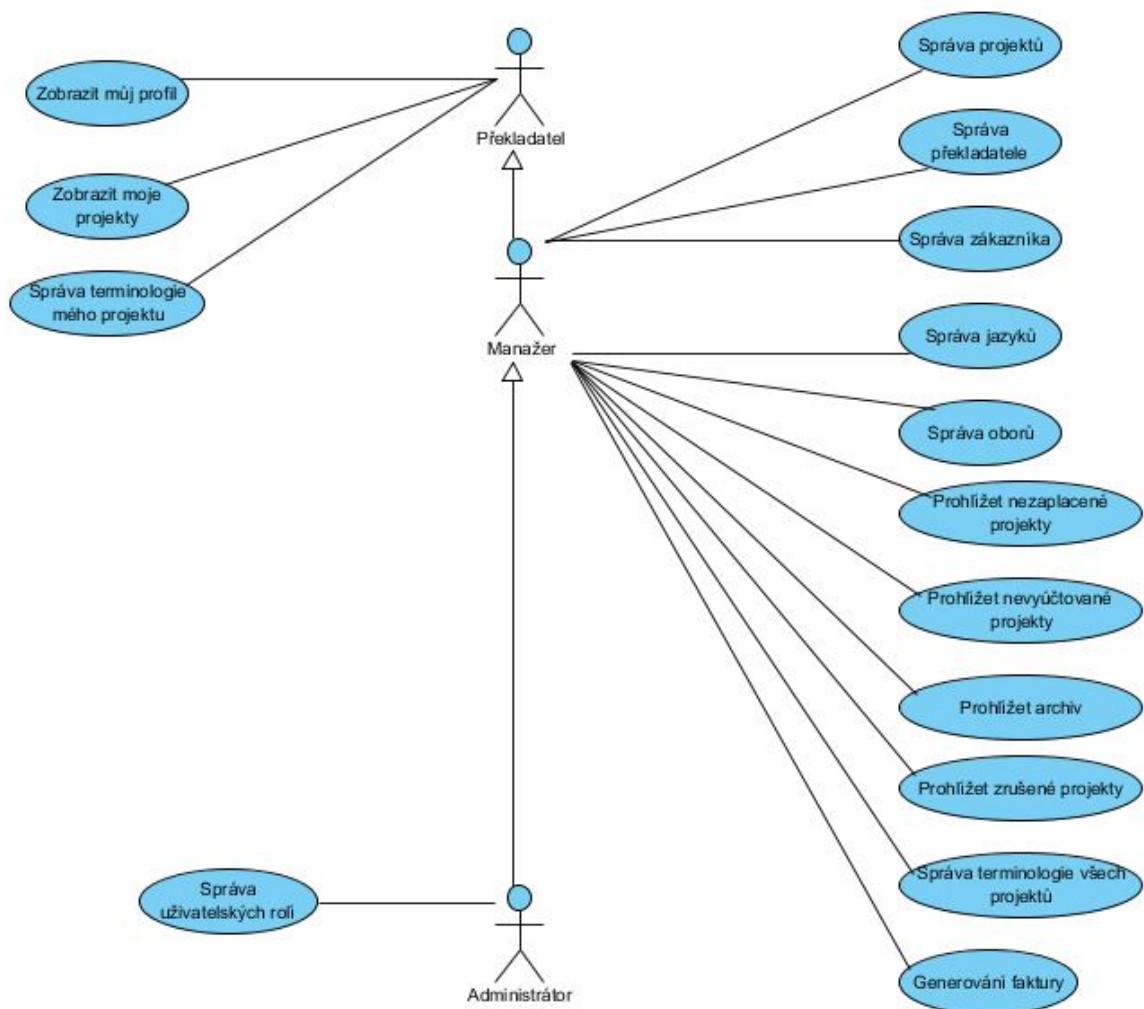 Zobrazit můj profil
Zobrazit moje
projekty
Správa terminologie
mého projektu
Překladatel
Manažer
Správa projektů
Správa
překladatele
Správa zákazníka
Správa jazyků
Správa oborů
Prohlížet nezaplacené
projekty
Prohlížet nevyúčtované
projekty
Prohlížet archiv
Prohlížet zrušené projekty
Správa terminologie všech
projektů
Generování faktury
Správa
uživatelských rolí
Administrátor